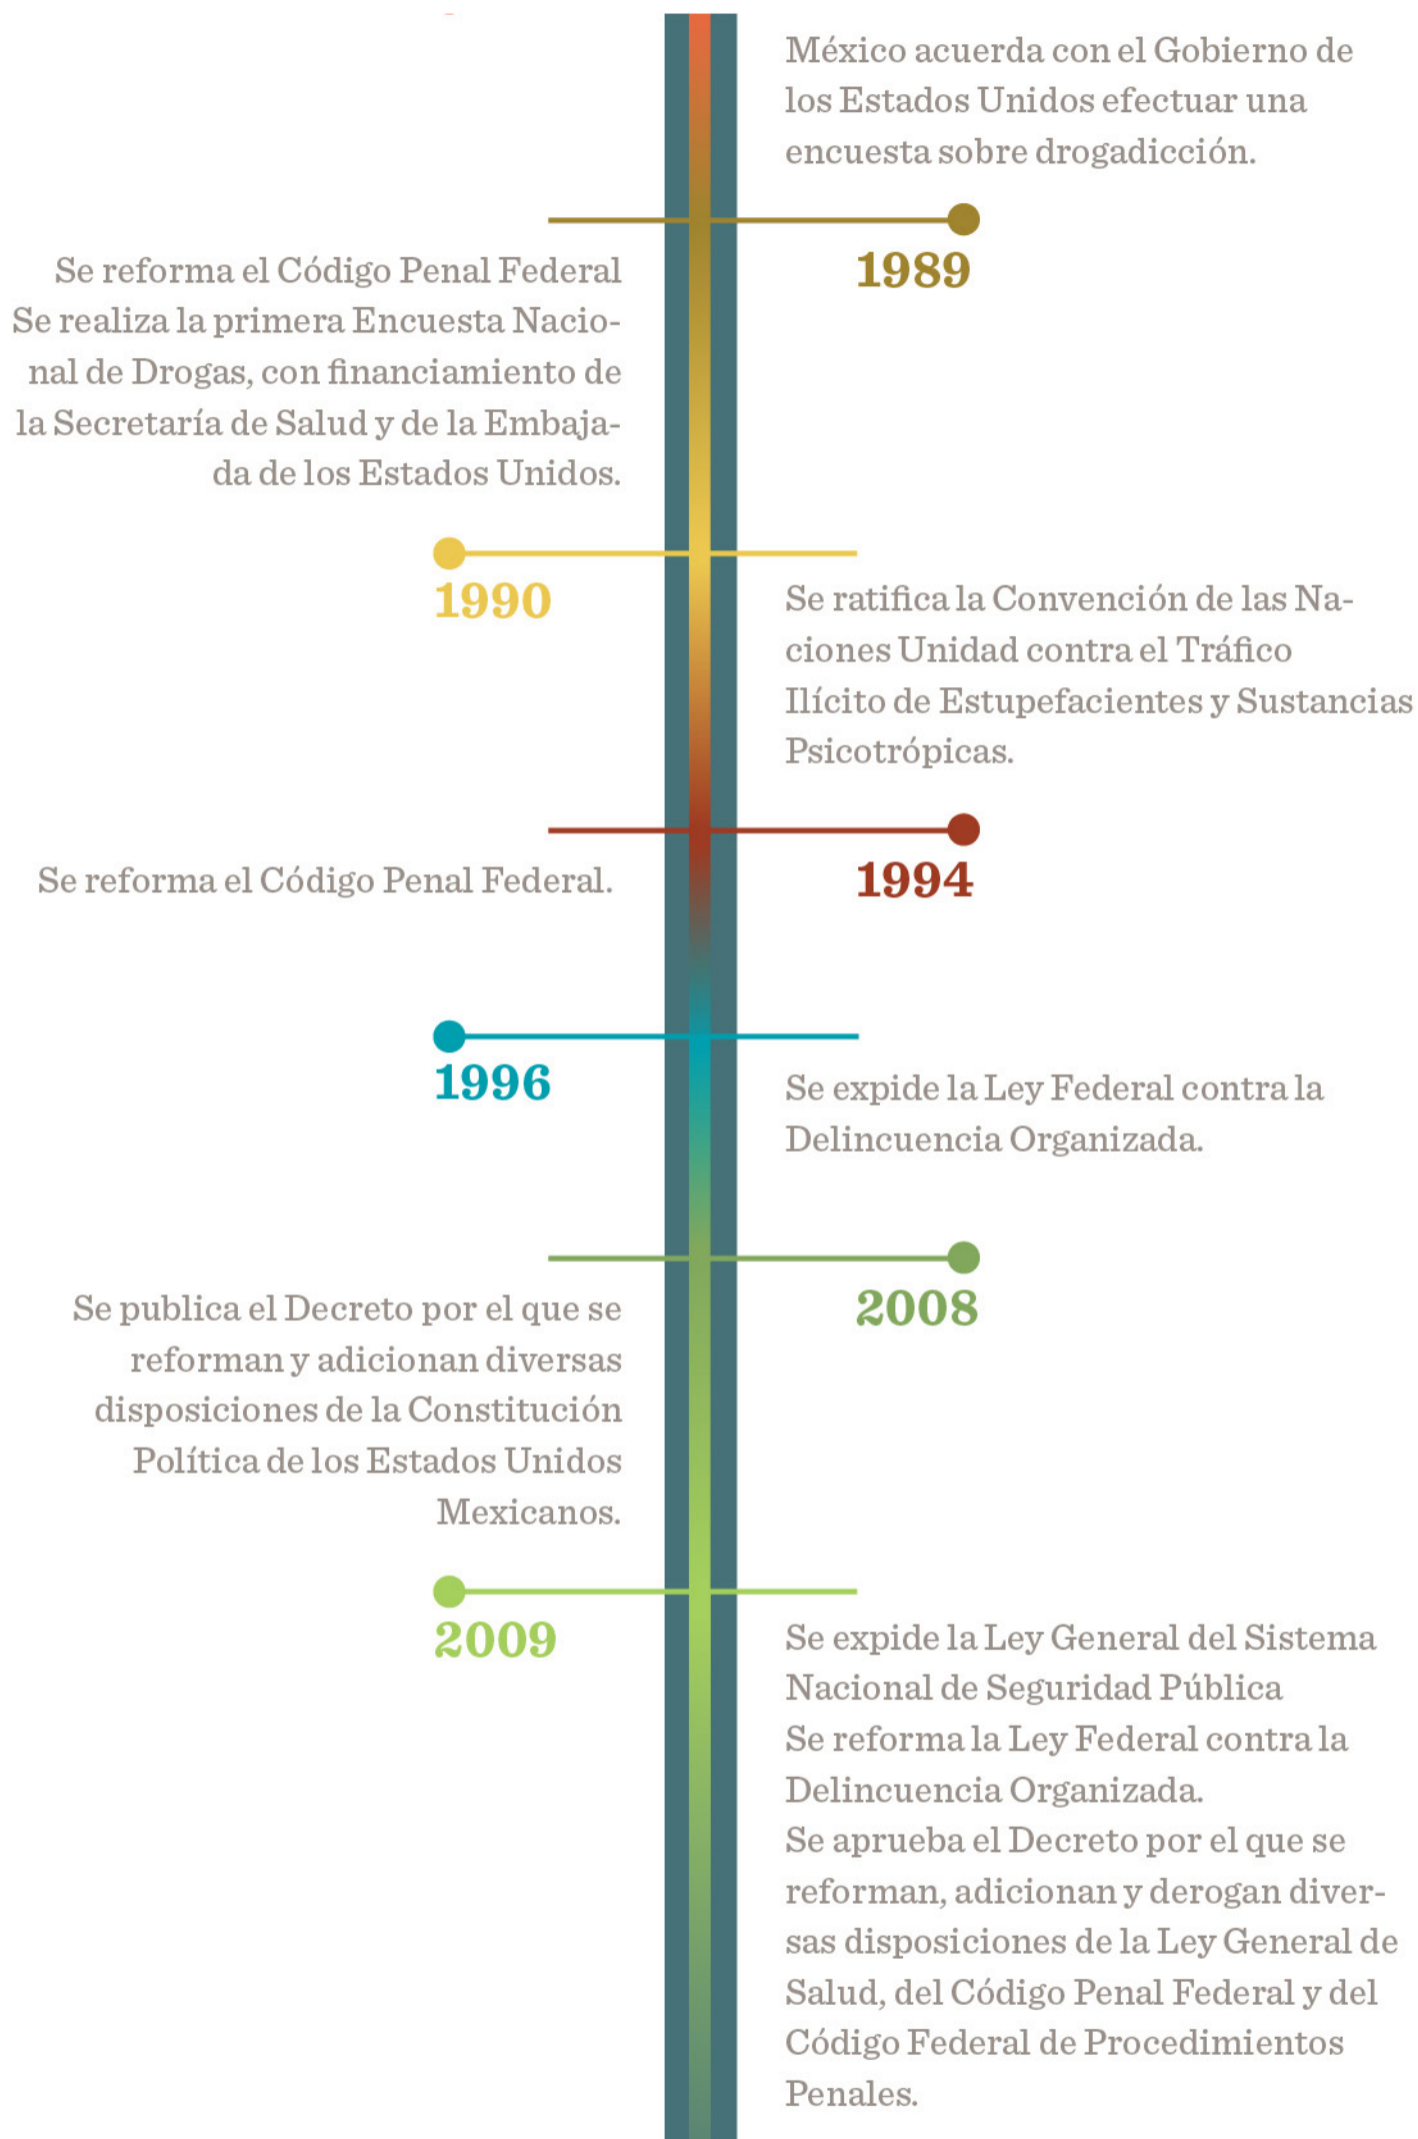 México acuerda con el Gobierno de
los Estados Unidos efectuar una
encuesta sobre drogadicción.
1989
Se reforma el Código Penal Federal
Se realiza la primera Encuesta Nacio-
nal de Drogas, con financiamiento de
la Secretaría de Salud y de la Embaja-
da de los Estados Unidos.
1990
Se ratifica la Convención de las Na-
ciones Unidad contra el Tráfico
Ilícito de Estupefacientes y Sustancias
Psicotrópicas.
1994
Se reforma el Código Penal Federal.
1996
Se expide la Ley Federal contra la
Delincuencia Organizada.
2008
Se publica el Decreto por el que se
reforman y adicionan diversas
disposiciones de la Constitución
Política de los Estados Unidos
Mexicanos.
2009
Se expide la Ley General del Sistema
Nacional de Seguridad Pública
Se reforma la Ley Federal contra la
Delincuencia Organizada.
Se aprueba el Decreto por el que se
reforman, adicionan y derogan diver-
sas disposiciones de la Ley General de
Salud, del Código Penal Federal y del
Código Federal de Procedimientos
Penales.